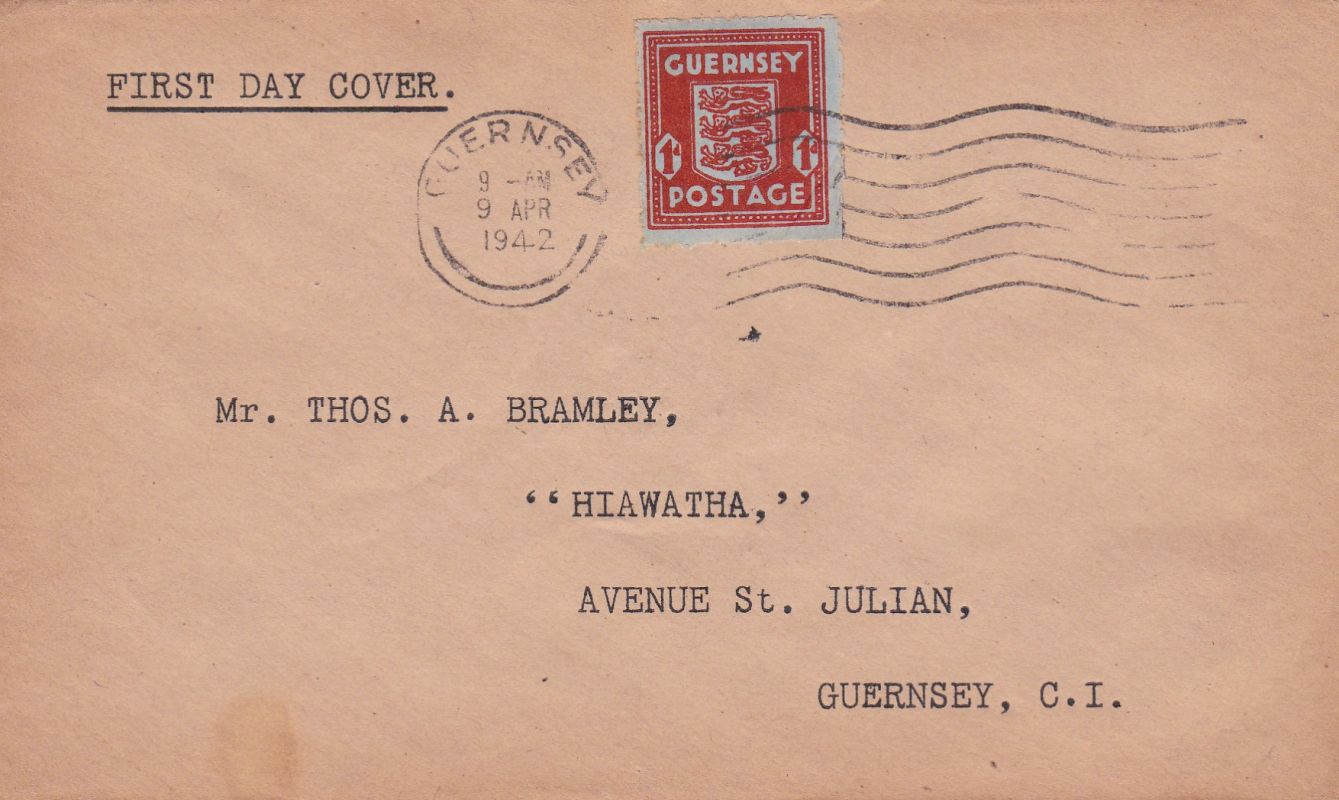 FIRST DAY COVER.
GUERNSEY
9 -AM
9 APR
1942
GUERNSEY
1D 1D
POSTAGE
Mr. THOS. A. BRAMLEY,
“HIAWATHA,”
AVENUE St. JULIAN,
GUERNSEY, C.I.